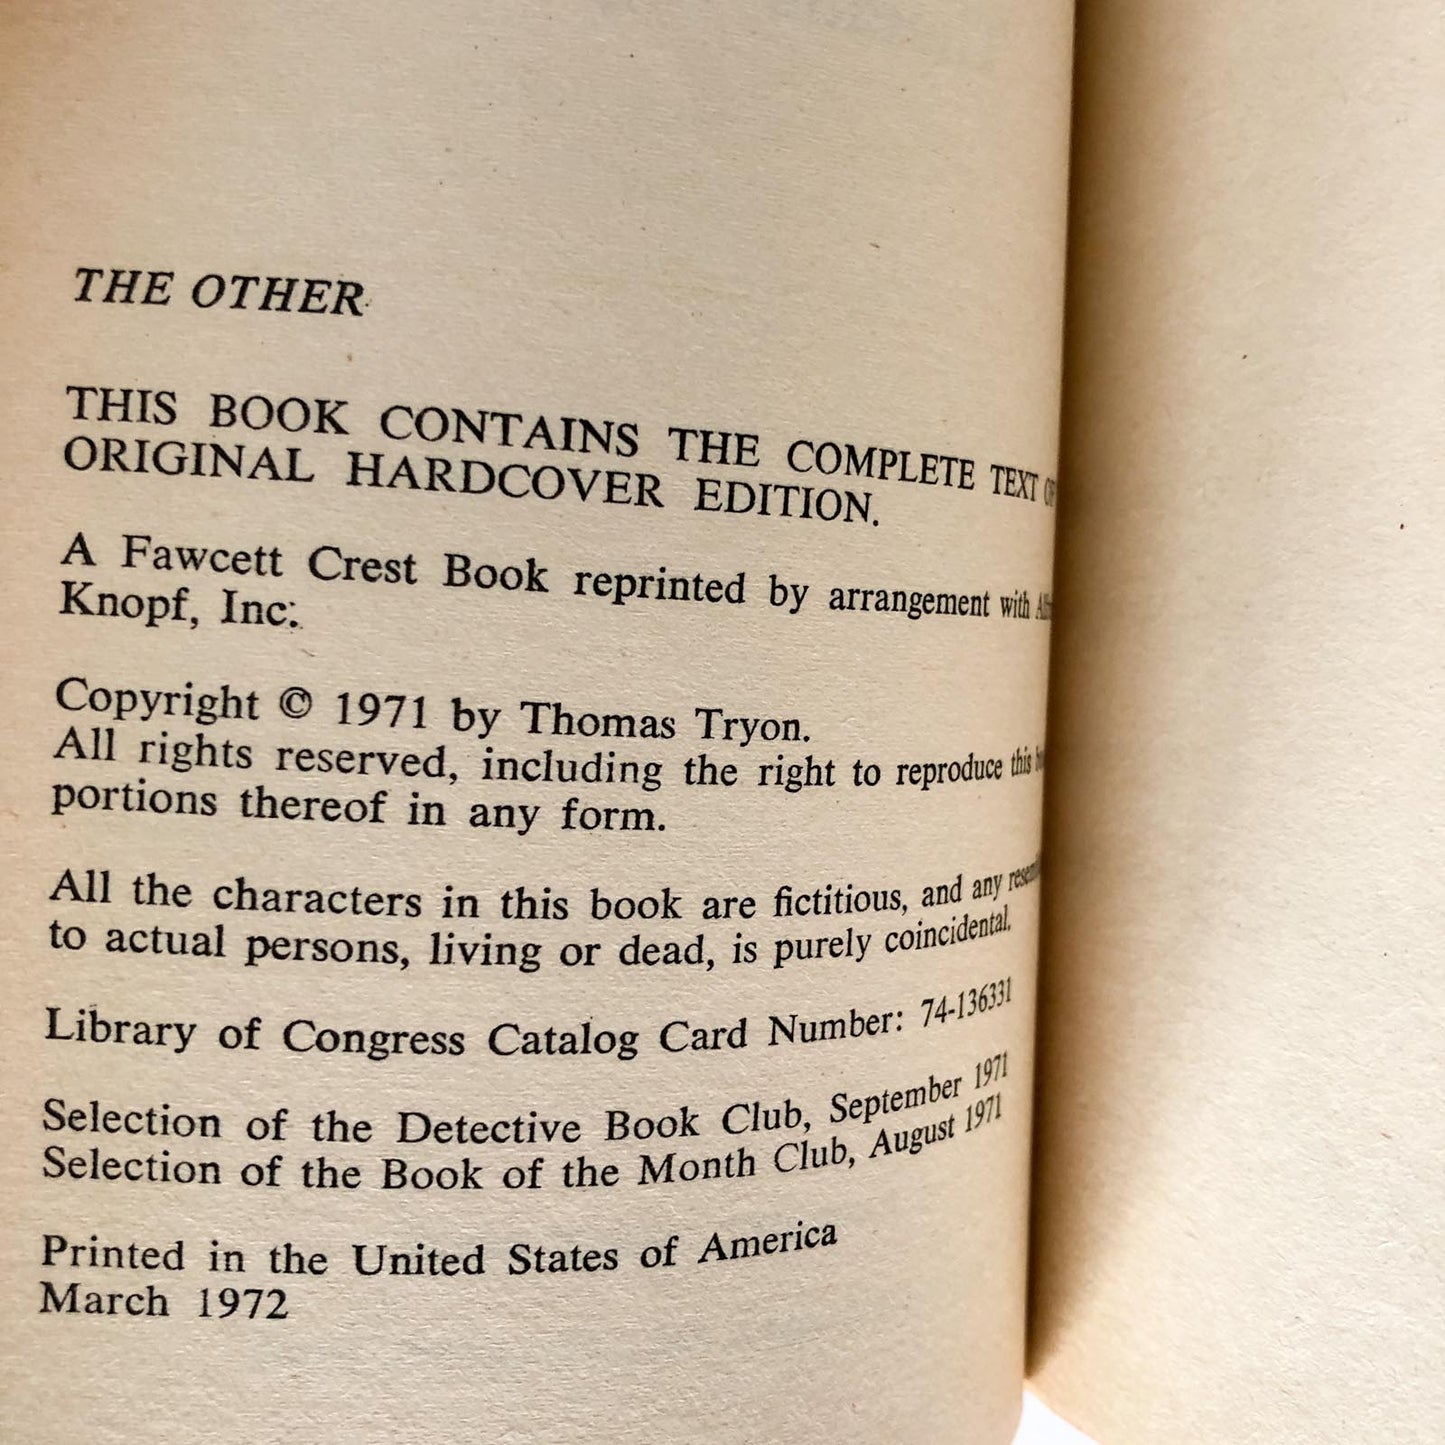 THE OTHER
THIS BOOK CONTAINS THE COMPLETE TEXT OF
ORIGINAL HARDCOVER EDITION.
A Fawcett Crest Book reprinted by arrangement with
Knopf, Inc.
Copyright © 1971 by Thomas Tryon.
All rights reserved, including the right to reproduce this
portions thereof in any form.
All the characters in this book are fictitious, and any
to actual persons, living or dead, is purely coincidental.
Library of Congress Catalog Card Number: 74-136331
Selection of the Detective Book Club, September 1971
Selection of the Book of the Month Club, August 1971
Printed in the United States of America
March 1972